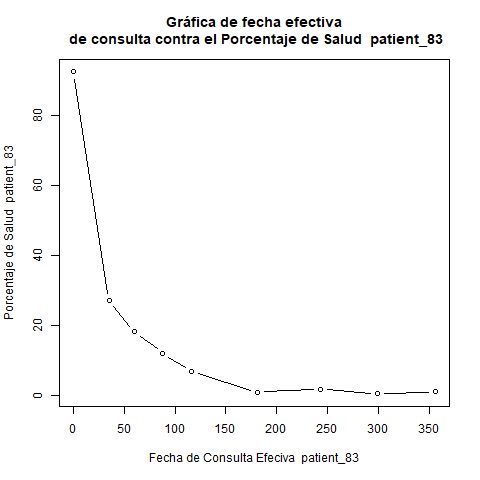 Gráfica de fecha efectiva
de consulta contra el Porcentaje de Salud patient_83
Porcentaje de Salud patient_83
80
60
40
20
0
0 50 100 150 200 250 300 350
Fecha de Consulta Efeciva patient_83